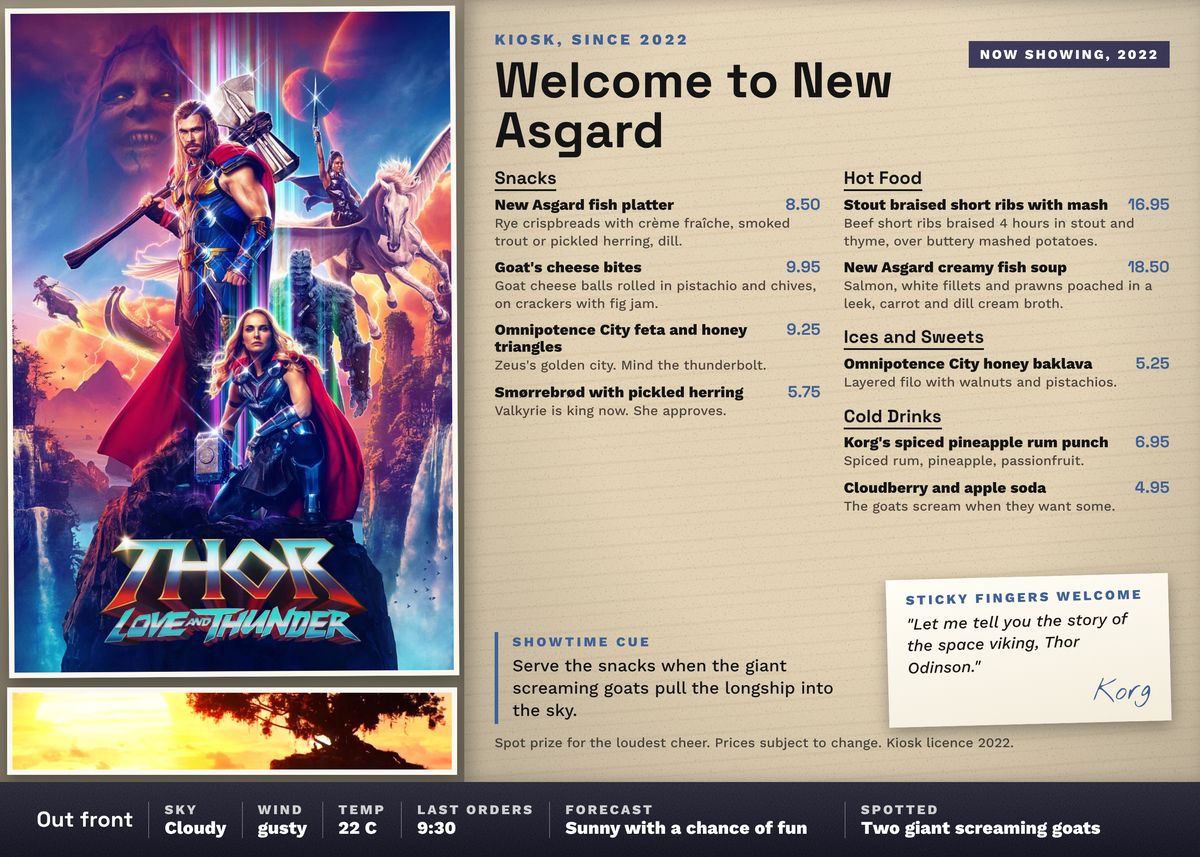 THOR
LOVE AND THUNDER
KIOSK, SINCE 2022
NOW SHOWING, 2022
Welcome to New
Asgard
Snacks
New Asgard fish platter 8.50
Rye crispbreads with crème fraîche, smoked
trout or pickled herring, dill.
Goat's cheese bites 9.95
Goat cheese balls rolled in pistachio and chives,
on crackers with fig jam.
Omnipotence City feta and honey 9.25
triangles
Zeus's golden city. Mind the thunderbolt.
Smørrebrød with pickled herring 5.75
Valkyrie is king now. She approves.
Hot Food
Stout braised short ribs with mash 16.95
Beef short ribs braised 4 hours in stout and
thyme, over buttery mashed potatoes.
New Asgard creamy fish soup 18.50
Salmon, white fillets and prawns poached in a
leek, carrot and dill cream broth.
Ices and Sweets
Omnipotence City honey baklava 5.25
Layered filo with walnuts and pistachios.
Cold Drinks
Korg's spiced pineapple rum punch 6.95
Spiced rum, pineapple, passionfruit.
Cloudberry and apple soda 4.95
The goats scream when they want some.
SHOWTIME CUE
Serve the snacks when the giant
screaming goats pull the longship into
the sky.
STICKY FINGERS WELCOME
"Let me tell you the story of
the space viking, Thor
Odinson."
Korg
Spot prize for the loudest cheer. Prices subject to change. Kiosk licence 2022.
Out front
SKY
Cloudy
WIND
gusty
TEMP
22 C
LAST ORDERS
9:30
FORECAST
Sunny with a chance of fun
SPOTTED
Two giant screaming goats